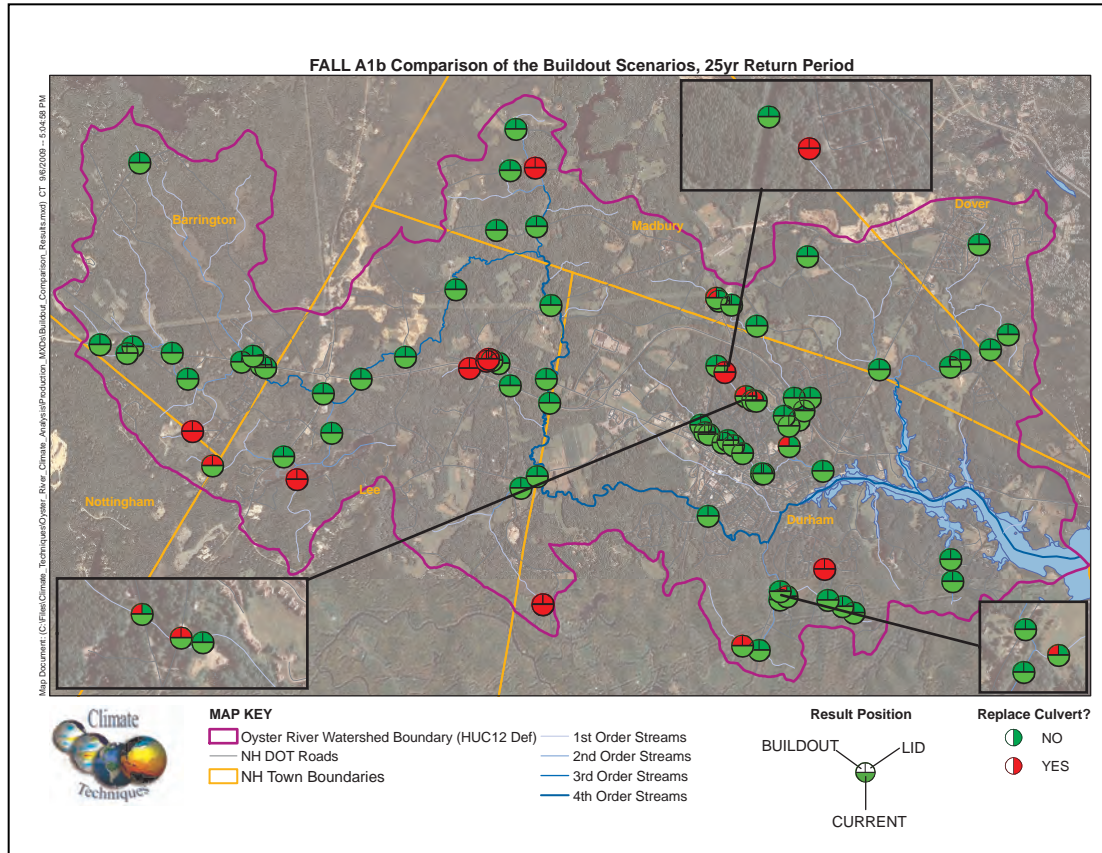 FALL A1b Comparison of the Buildout Scenarios, 25yr Return Period
Map Document: (C:\Files\Climate_Techniques\Oyster_River_Climate_Analysis\Production_MXDs\Buildout_Comparison_Results.mxd) CT 9/6/2009 -- 5:04:58 PM
Barrington
Madbury
Dover
Nottingham
Lee
Durham
Climate
Techniques
MAP KEY
Oyster River Watershed Boundary (HUC12 Def)
NH DOT Roads
NH Town Boundaries
1st Order Streams
2nd Order Streams
3rd Order Streams
4th Order Streams
Result Position
BUILDOUT
LID
CURRENT
Replace Culvert?
NO
YES